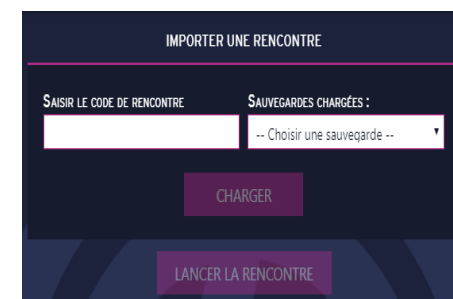 IMPORTER UNE RENCONTRE
SAISIR LE CODE DE RENCONTRE
SAUVEGARDES CHARGÉES :
-- Choisir une sauvegarde --
CHARGER
LANCER LA RENCONTRE